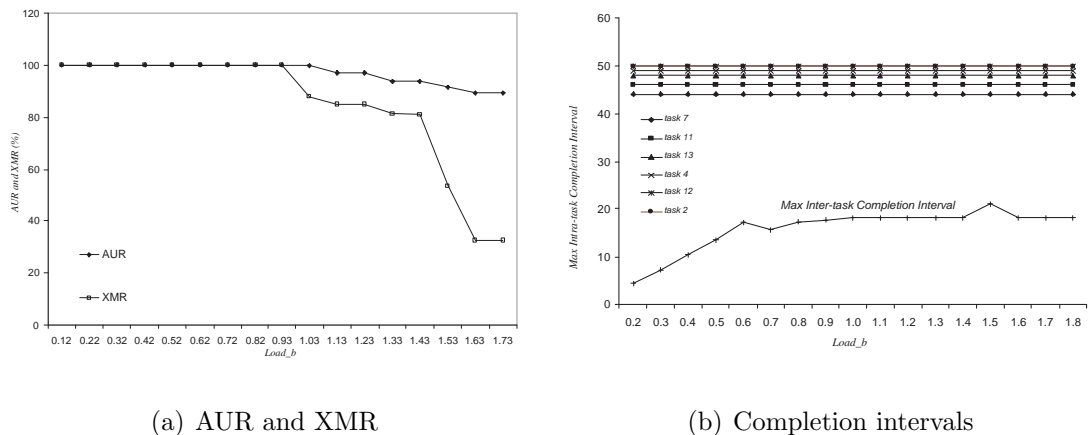 120
100
80
60
40
20
0
AUR and XMR (%)
AUR
XMR
0.12 0.22 0.32 0.42 0.52 0.62 0.72 0.82 0.93 1.03 1.13 1.23 1.33 1.43 1.53 1.63 1.73
Load_b
(a) AUR and XMR
60
50
40
30
20
10
0
Max Intra-task Completion Interval
task 7
task 11
task 13
task 4
task 12
task 2
Max Inter-task Completion Interval
0.2 0.3 0.4 0.5 0.6 0.7 0.8 0.9 1.0 1.1 1.2 1.3 1.4 1.5 1.6 1.7 1.8
Load_b
(b) Completion intervals